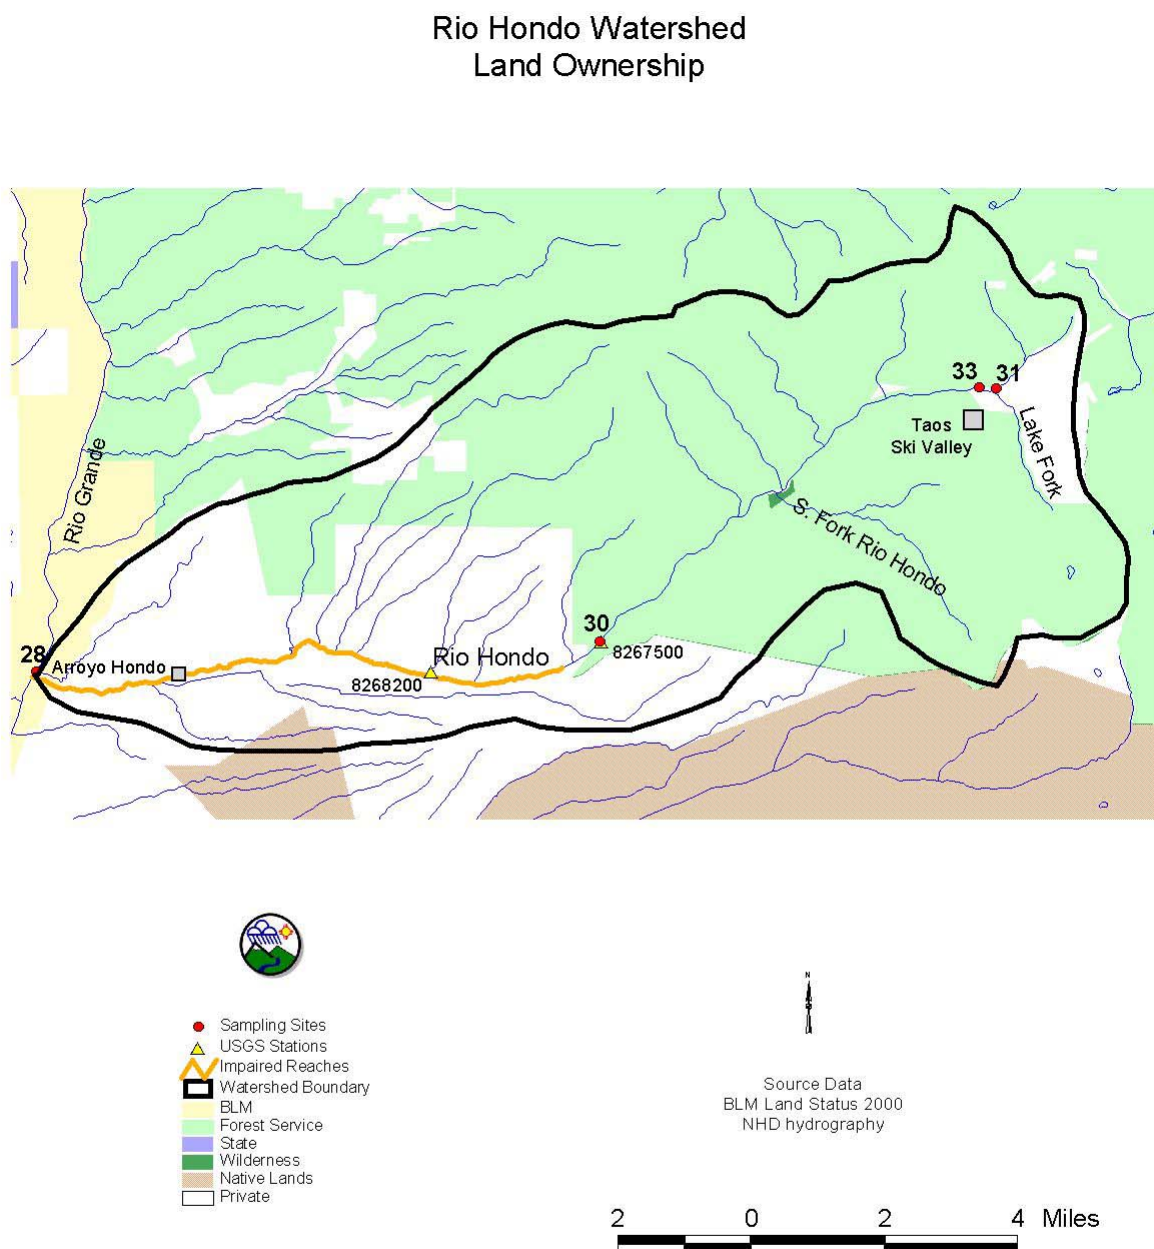 Rio Hondo Watershed
Land Ownership
33
31
Taos
Ski Valley
Lake Fork
Rio Grande
S. Fork Rio Hondo
30
8267500
28
Arroyo Hondo
Rio Hondo
8268200
N
Sampling Sites
USGS Stations
Impaired Reaches
Watershed Boundary
BLM
Forest Service
State
Wilderness
Native Lands
Private
Source Data
BLM Land Status 2000
NHD hydrography
2 0 2 4 Miles